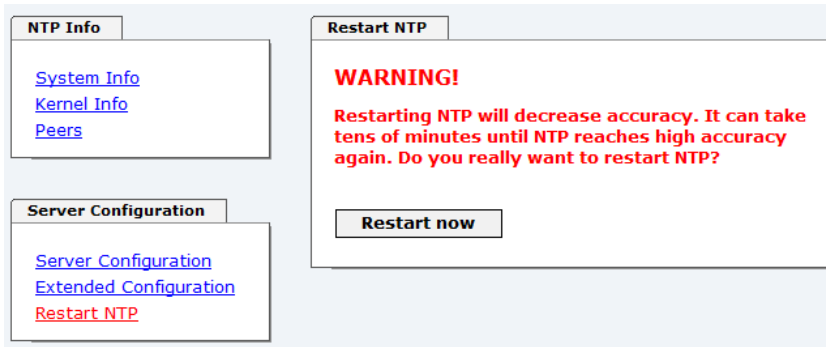 NTP Info
System Info
Kernel Info
Peers
Server Configuration
Server Configuration
Extended Configuration
Restart NTP
Restart NTP
WARNING!
Restarting NTP will decrease accuracy. It can take
tens of minutes until NTP reaches high accuracy
again. Do you really want to restart NTP?
Restart now